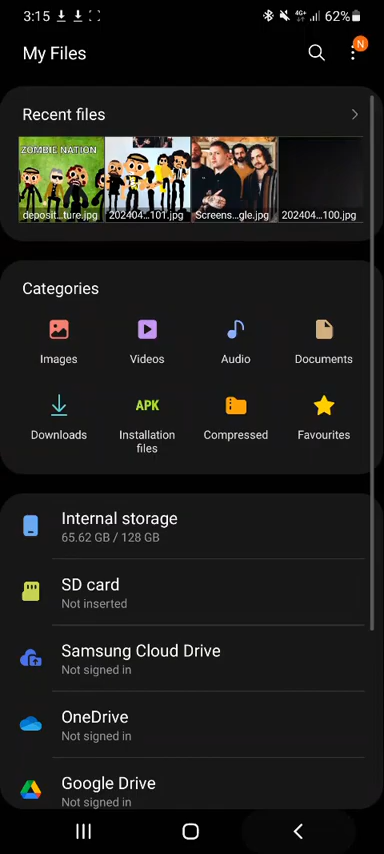 3:15
4G+
62%
My Files
N
Recent files
ZOMBIE NATION
deposit...ture.jpg
202404...101.jpg
Screens...gle.jpg
202404...100.jpg
Categories
Images
Videos
Audio
Documents
APK
Downloads
Installation
files
Compressed
Favourites
Internal storage
65.62 GB / 128 GB
SD card
Not inserted
Samsung Cloud Drive
Not signed in
OneDrive
Not signed in
Google Drive
Not signed in